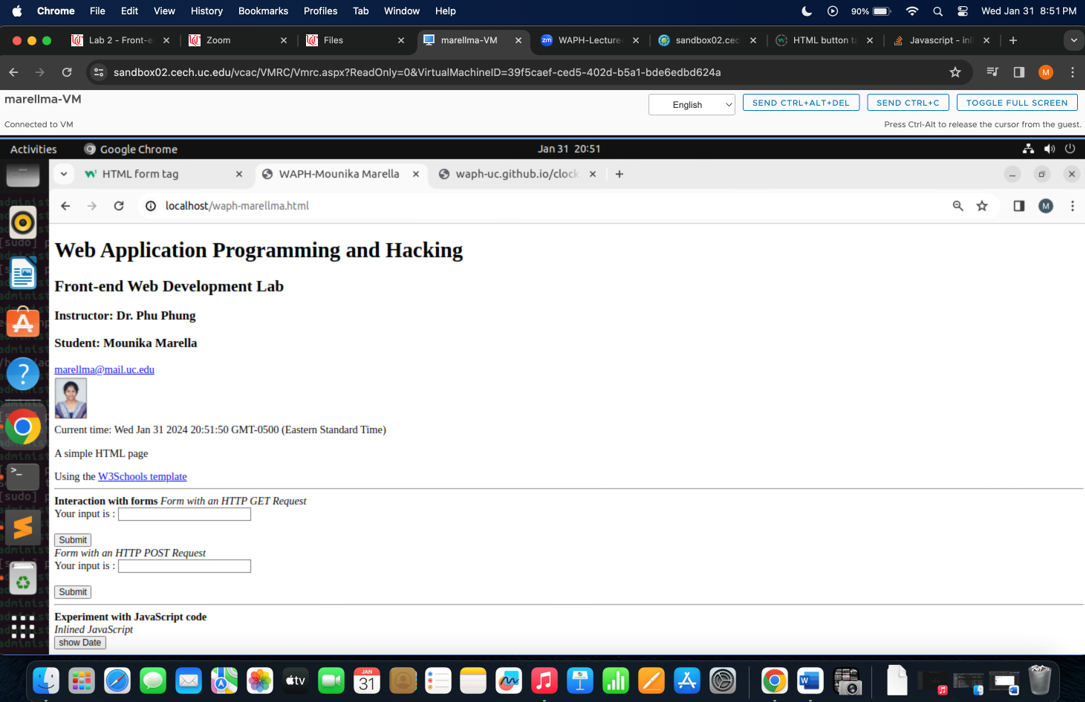 Chrome File Edit View History Bookmarks Profiles Tab Window Help 90% Wed Jan 31 8:51 PM
Lab 2 - Front-e Zoom Files marellma-VM WAPH-Lecture- sandbox02.cec HTML button ta Javascript - inl
sandbox02.cech.uc.edu/vcac/VMRC/Vmrc.aspx?ReadOnly=0&VirtualMachineID=39f5caef-ced5-402d-b5a1-bde6edbd624a M
marellma-VM English SEND CTRL+ALT+DEL SEND CTRL+C TOGGLE FULL SCREEN
Connected to VM Press Ctrl-Alt to release the cursor from the guest.
Activities Google Chrome Jan 31 20:51
HTML form tag WAPH-Mounika Marella waph-uc.github.io/clock
localhost/waph-marellma.html M
Web Application Programming and Hacking
Front-end Web Development Lab
Instructor: Dr. Phu Phung
Student: Mounika Marella
marellma@mail.uc.edu
Current time: Wed Jan 31 2024 20:51:50 GMT-0500 (Eastern Standard Time)
A simple HTML page
Using the W3Schools template
Interaction with forms Form with an HTTP GET Request
Your input is :
Submit
Form with an HTTP POST Request
Your input is :
Submit
Experiment with JavaScript code
Inlined JavaScript
show Date
JAN
31
tv
W